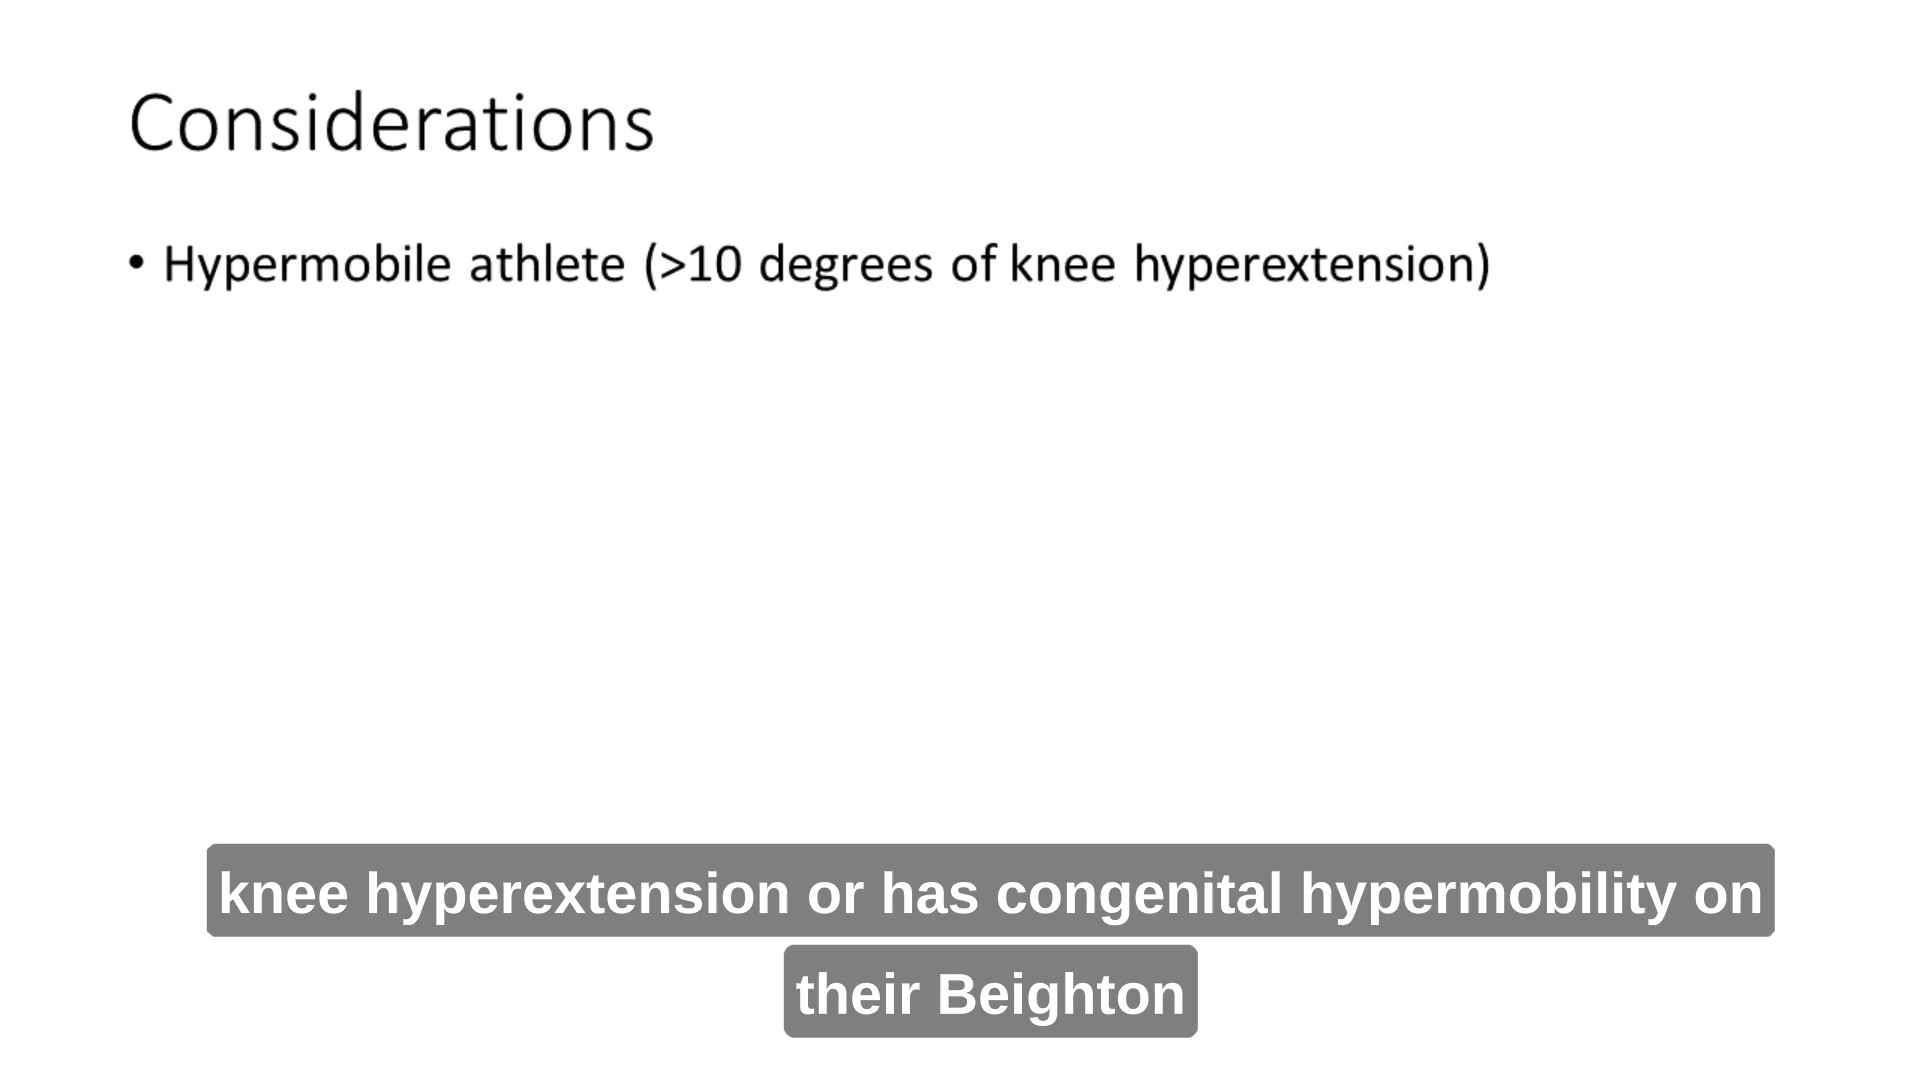 Considerations
• Hypermobile athlete (>10 degrees of knee hyperextension)
knee hyperextension or has congenital hypermobility on
their Beighton